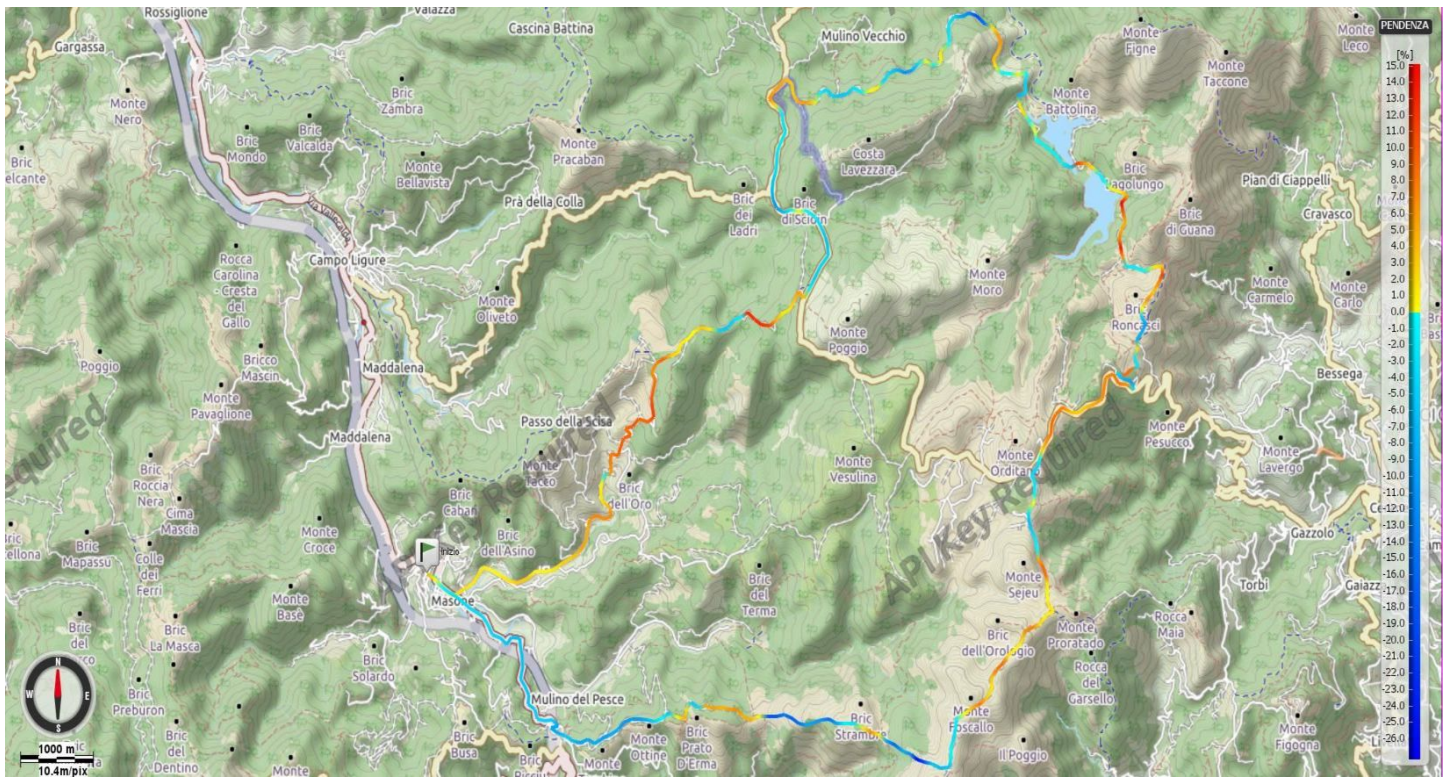 Rossiglione
Valazza
Gargassa
Cascina Battina
Mulino Vecchio
Monte
Figne
Monte
Leco
PENDENZA
Monte
Taccone
[%]
15.0
14.0
13.0
12.0
11.0
10.0
9.0
8.0
7.0
6.0
5.0
4.0
3.0
2.0
1.0
0.0
-1.0
-2.0
-3.0
-4.0
-5.0
-6.0
-7.0
-8.0
-9.0
-10.0
-11.0
-12.0
-13.0
-14.0
-15.0
-16.0
-17.0
-18.0
-19.0
-20.0
-21.0
-22.0
-23.0
-24.0
-25.0
-26.0
Monte
Nero
Bric
Zambra
Monte
Battolina
Bric
Mondo
Bric
Valcalda
Monte
Pracaban
Costa
Lavezzara
Bric
elcante
Monte
Bellavista
Bric
Lagolungo
Pian di Ciappelli
Prà della Colla
Bric
dei
Ladri
Bric
di Scioin
Bric
di Guana
Cravasco
Via Vallecalda
Campo Ligure
Rocca
Carolina
- Cresta
del
Gallo
Monte
Oliveto
Monte
Moro
Monte
Carmelo
Monte
Carlo
Bric
Roncasci
Monte
Poggio
Poggio
Bricco
Mascin
Maddalena
Bessega
Monte
Pavaglione
Passo della Scisa
Monte
Pesucco
Maddalena
Monte
Lavergo
quired
Key Required
API Key Required
Bric
Roccia
Nera
Cima
Mascia
Monte
Taceo
Bric
dell'Oro
Monte
Vesulina
Monte
Orditano
Bric
Caban
Bric
dell'Asino
Gazzolo
Monte
Croce
Bric
Mapassu
Colle
dei
Ferri
Inizio
Masone
Monte
Base
Bric
del
Terma
Monte
Sejeu
Torbi
Gaiazz
Bric
La Masca
Bric
dell'Orologio
Monte
Proratado
Rocca
Maia
Bric
del
Bric
Solardo
Rocca
del
Garsello
N
W
E
S
Bric
Preburon
Mulino del Pesce
Monte
Foscallo
Bric
Strambe
Monte
Figogna
Bric
del
Dentino
Bric
Busa
Monte
Ottine
Bric
Prato
D'Erma
Il Poggio
1000 m
10.4m/pix
Monte
Monte